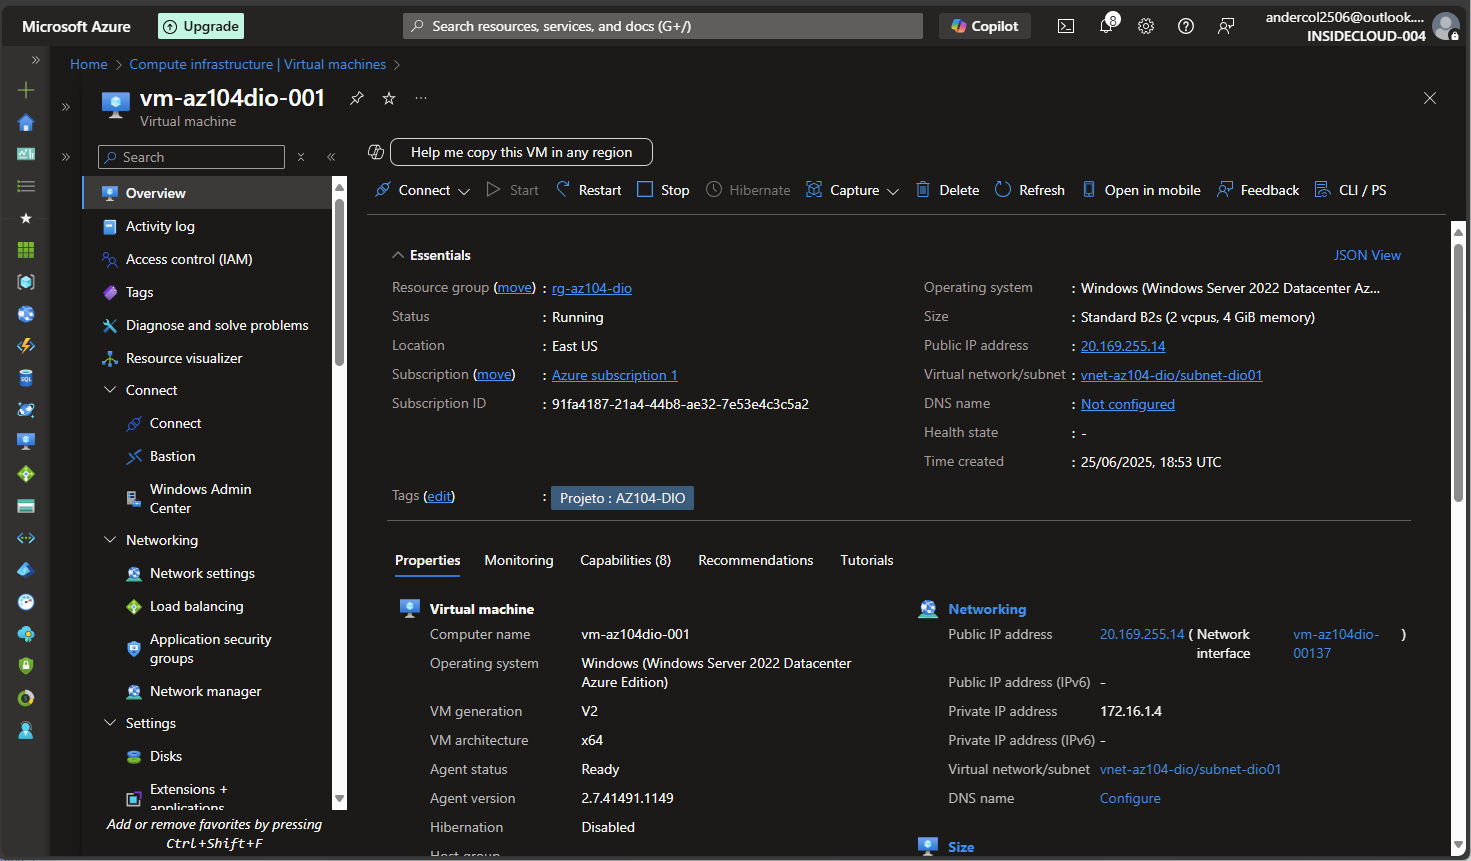 Microsoft Azure
Upgrade
Search resources, services, and docs (G+/)
Copilot
8
andercol2506@outlook....
INSIDECLOUD-004
Home > Compute infrastructure | Virtual machines >
vm-az104dio-001
Virtual machine
Search
Help me copy this VM in any region
Connect Start Restart Stop Hibernate Capture Delete Refresh Open in mobile Feedback CLI / PS
Overview
Activity log
Access control (IAM)
Tags
Diagnose and solve problems
Resource visualizer
Connect
Connect
Bastion
Windows Admin
Center
Networking
Network settings
Load balancing
Application security
groups
Network manager
Settings
Disks
Extensions +
applications
Add or remove favorites by pressing
Ctrl+Shift+F
Essentials
JSON View
Resource group (move) : rg-az104-dio
Status : Running
Location : East US
Subscription (move) : Azure subscription 1
Subscription ID : 91fa4187-21a4-44b8-ae32-7e53e4c3c5a2
Operating system : Windows (Windows Server 2022 Datacenter Az...
Size : Standard B2s (2 vcpus, 4 GiB memory)
Public IP address : 20.169.255.14
Virtual network/subnet : vnet-az104-dio/subnet-dio01
DNS name : Not configured
Health state : -
Time created : 25/06/2025, 18:53 UTC
Tags (edit) : Projeto : AZ104-DIO
Properties Monitoring Capabilities (8) Recommendations Tutorials
Virtual machine
Computer name vm-az104dio-001
Operating system Windows (Windows Server 2022 Datacenter
Azure Edition)
VM generation V2
VM architecture x64
Agent status Ready
Agent version 2.7.41491.1149
Hibernation Disabled
Host group
Networking
Public IP address 20.169.255.14 ( Network vm-az104dio- )
interface 00137
Public IP address (IPv6) -
Private IP address 172.16.1.4
Private IP address (IPv6) -
Virtual network/subnet vnet-az104-dio/subnet-dio01
DNS name Configure
Size
SQL